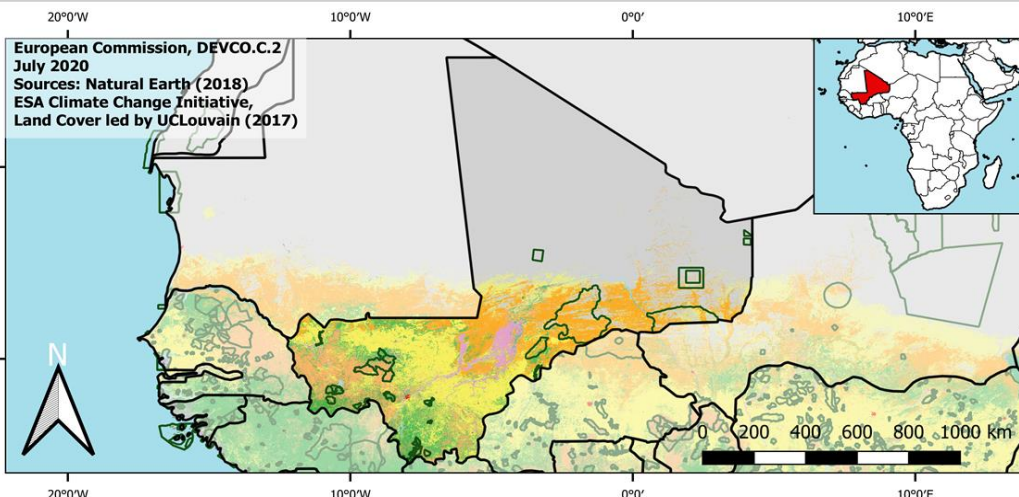 20°0'W 10°0'W 0°0' 10°0'E
European Commission, DEVCO.C.2
July 2020
Sources: Natural Earth (2018)
ESA Climate Change Initiative,
Land Cover led by UCLouvain (2017)
N
0 200 400 600 800 1000 km
20°0'W 10°0'W 0°0' 10°0'E